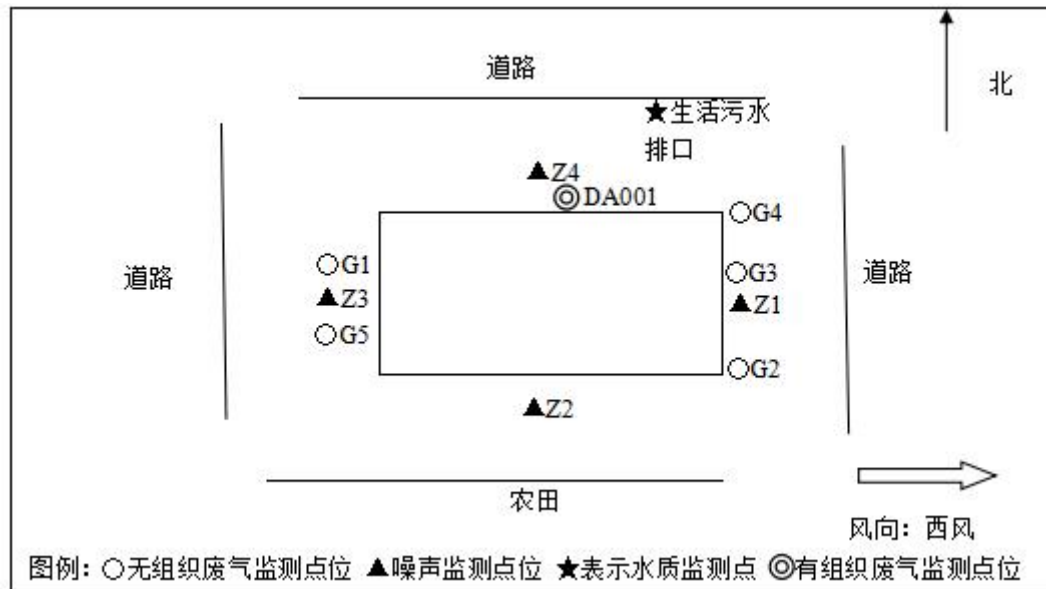 道路
北
★生活污水
排口
▲Z4
◎DA001
○G4
道路
○G1
○G3
道路
▲Z3
▲Z1
○G5
○G2
▲Z2
农田
风向：西风
图例：○无组织废气监测点位 ▲噪声监测点位 ★表示水质监测点 ◎有组织废气监测点位